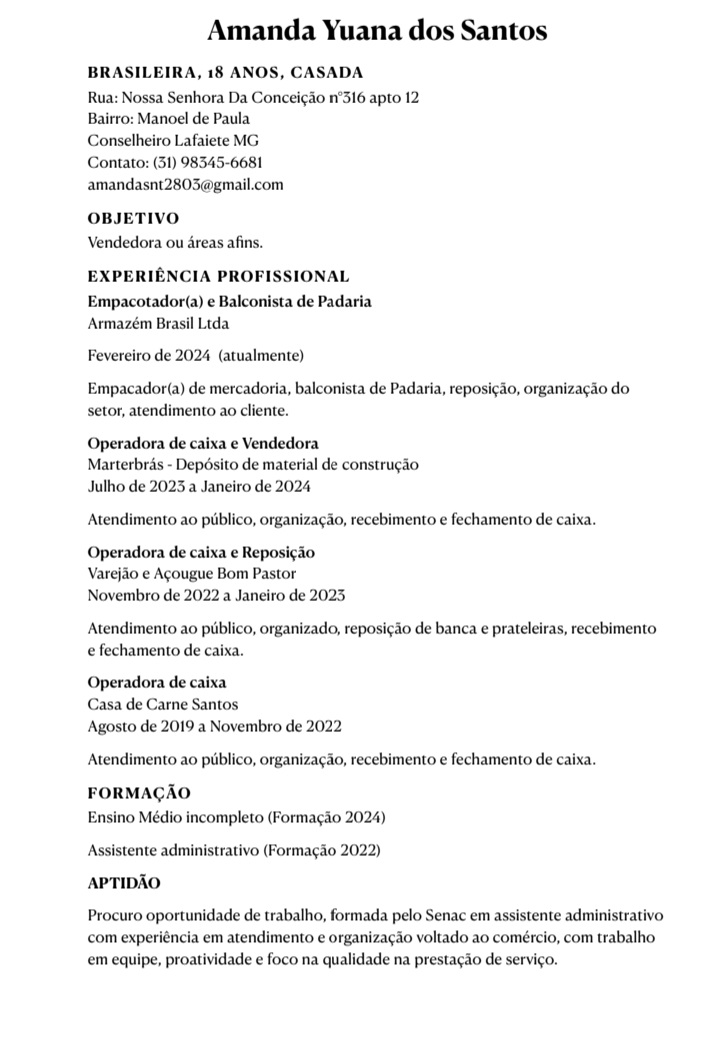 Amanda Yuana dos Santos
BRASILEIRA, 18 ANOS, CASADA
Rua: Nossa Senhora Da Conceição nº316 apto 12
Bairro: Manoel de Paula
Conselheiro Lafaiete MG
Contato: (31) 98345-6681
amandasnt2803@gmail.com
OBJETIVO
Vendedora ou áreas afins.
EXPERIÊNCIA PROFISSIONAL
Empacotador(a) e Balconista de Padaria
Armazém Brasil Ltda
Fevereiro de 2024 (atualmente)
Empacador(a) de mercadoria, balconista de Padaria, reposição, organização do
setor, atendimento ao cliente.
Operadora de caixa e Vendedora
Marterbrás - Depósito de material de construção
Julho de 2023 a Janeiro de 2024
Atendimento ao público, organização, recebimento e fechamento de caixa.
Operadora de caixa e Reposição
Varejão e Açougue Bom Pastor
Novembro de 2022 a Janeiro de 2023
Atendimento ao público, organizado, reposição de banca e prateleiras, recebimento
e fechamento de caixa.
Operadora de caixa
Casa de Carne Santos
Agosto de 2019 a Novembro de 2022
Atendimento ao público, organização, recebimento e fechamento de caixa.
FORMAÇÃO
Ensino Médio incompleto (Formação 2024)
Assistente administrativo (Formação 2022)
APTIDÃO
Procuro oportunidade de trabalho, formada pelo Senac em assistente administrativo
com experiência em atendimento e organização voltado ao comércio, com trabalho
em equipe, proatividade e foco na qualidade na prestação de serviço.